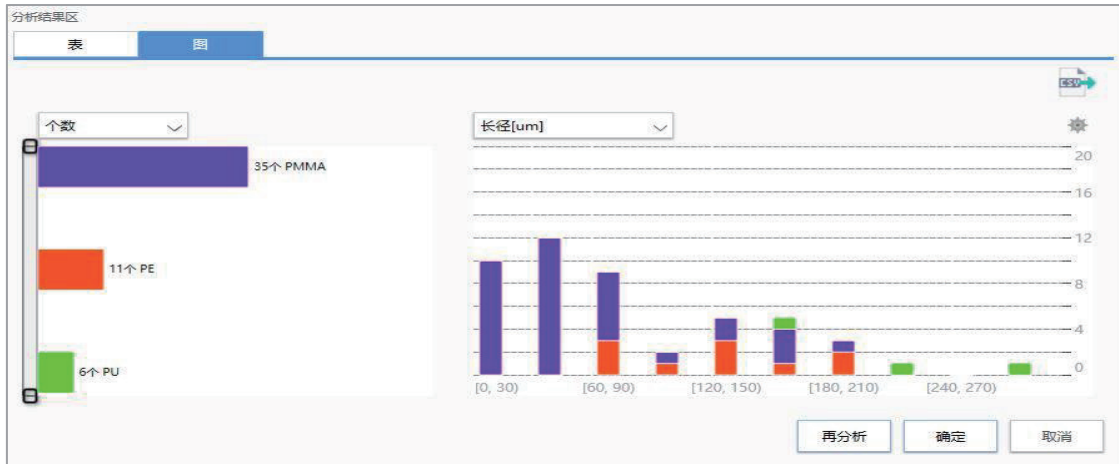 分析结果区
表 图
CSV
个数 长径[um]
35个 PMMA
11个 PE
6个 PU
20
16
12
8
4
0
[0, 30) [60, 90) [120, 150) [180, 210) [240, 270)
再分析 确定 取消